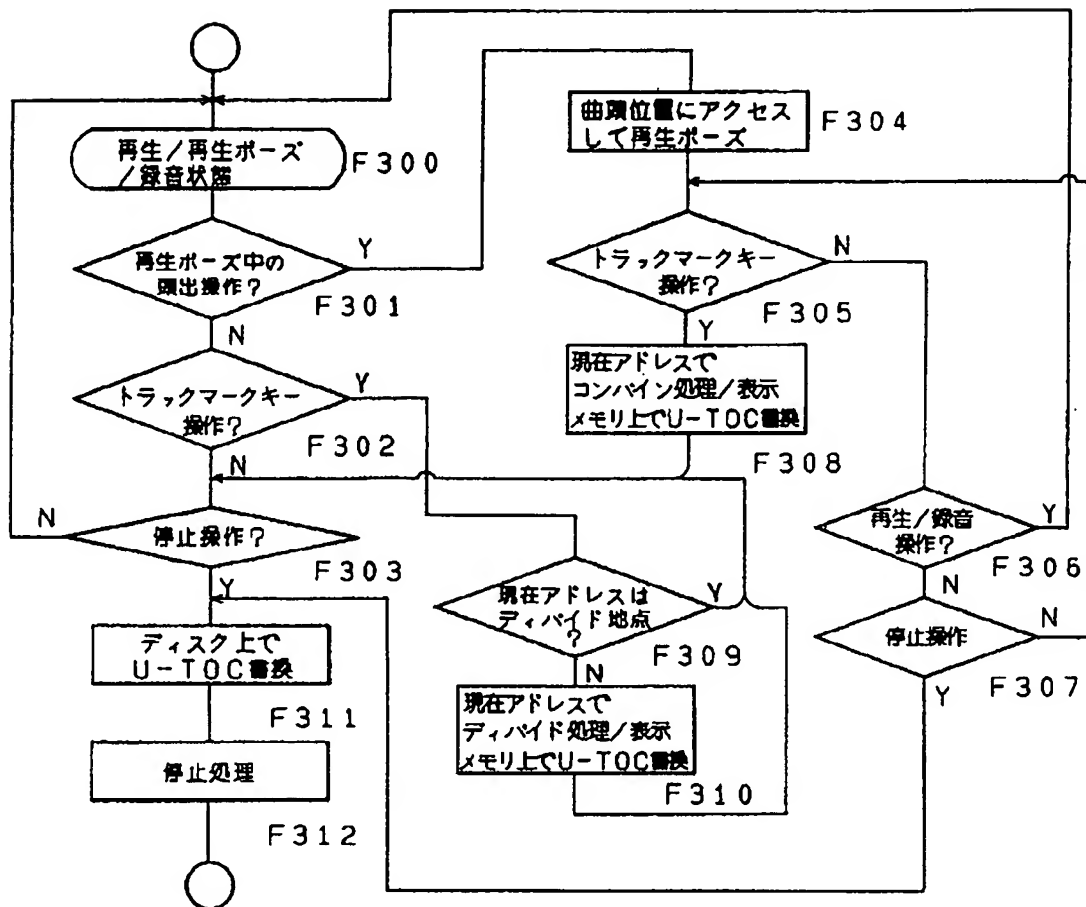 再生/再生ポーズ
/録音状態
F300
再生ポーズ中の
頭出操作?
Y
F301
N
トラックマークキー
操作?
Y
F302
N
停止操作?
N
F303
Y
ディスク上で
U-TOC書換
F311
停止処理
F312
曲頭位置にアクセス
して再生ポーズ
F304
トラックマークキー
操作?
N
F305
Y
現在アドレスで
コンバイン処理/表示
メモリ上でU-TOC書換
F308
現在アドレスは
ディバイド地点
?
Y
F309
N
現在アドレスで
ディバイド処理/表示
メモリ上でU-TOC書換
F310
再生/録音
操作?
Y
F306
N
停止操作
N
F307
Y